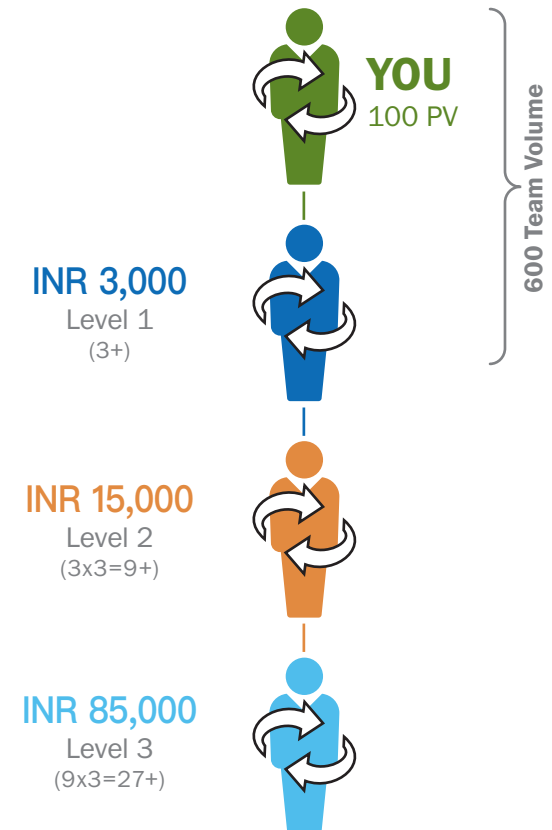 YOU
100 PV
600 Team Volume
INR 3,000
Level 1
(3+)
INR 15,000
Level 2
(3x3=9+)
INR 85,000
Level 3
(9x3=27+)